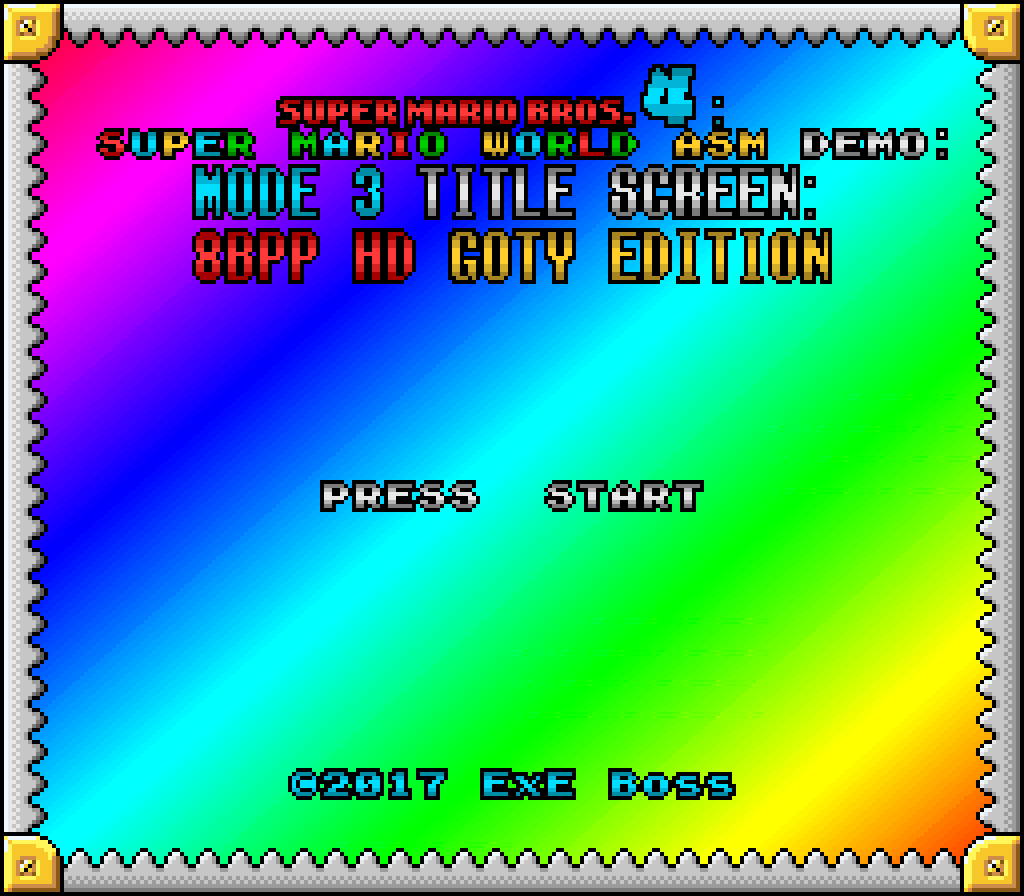 SUPER MARIO BROS. 4:
SUPER MARIO WORLD ASM DEMO:
MODE 3 TITLE SCREEN:
8BPP HD GOTY EDITION
PRESS START
©2017 ExE Boss